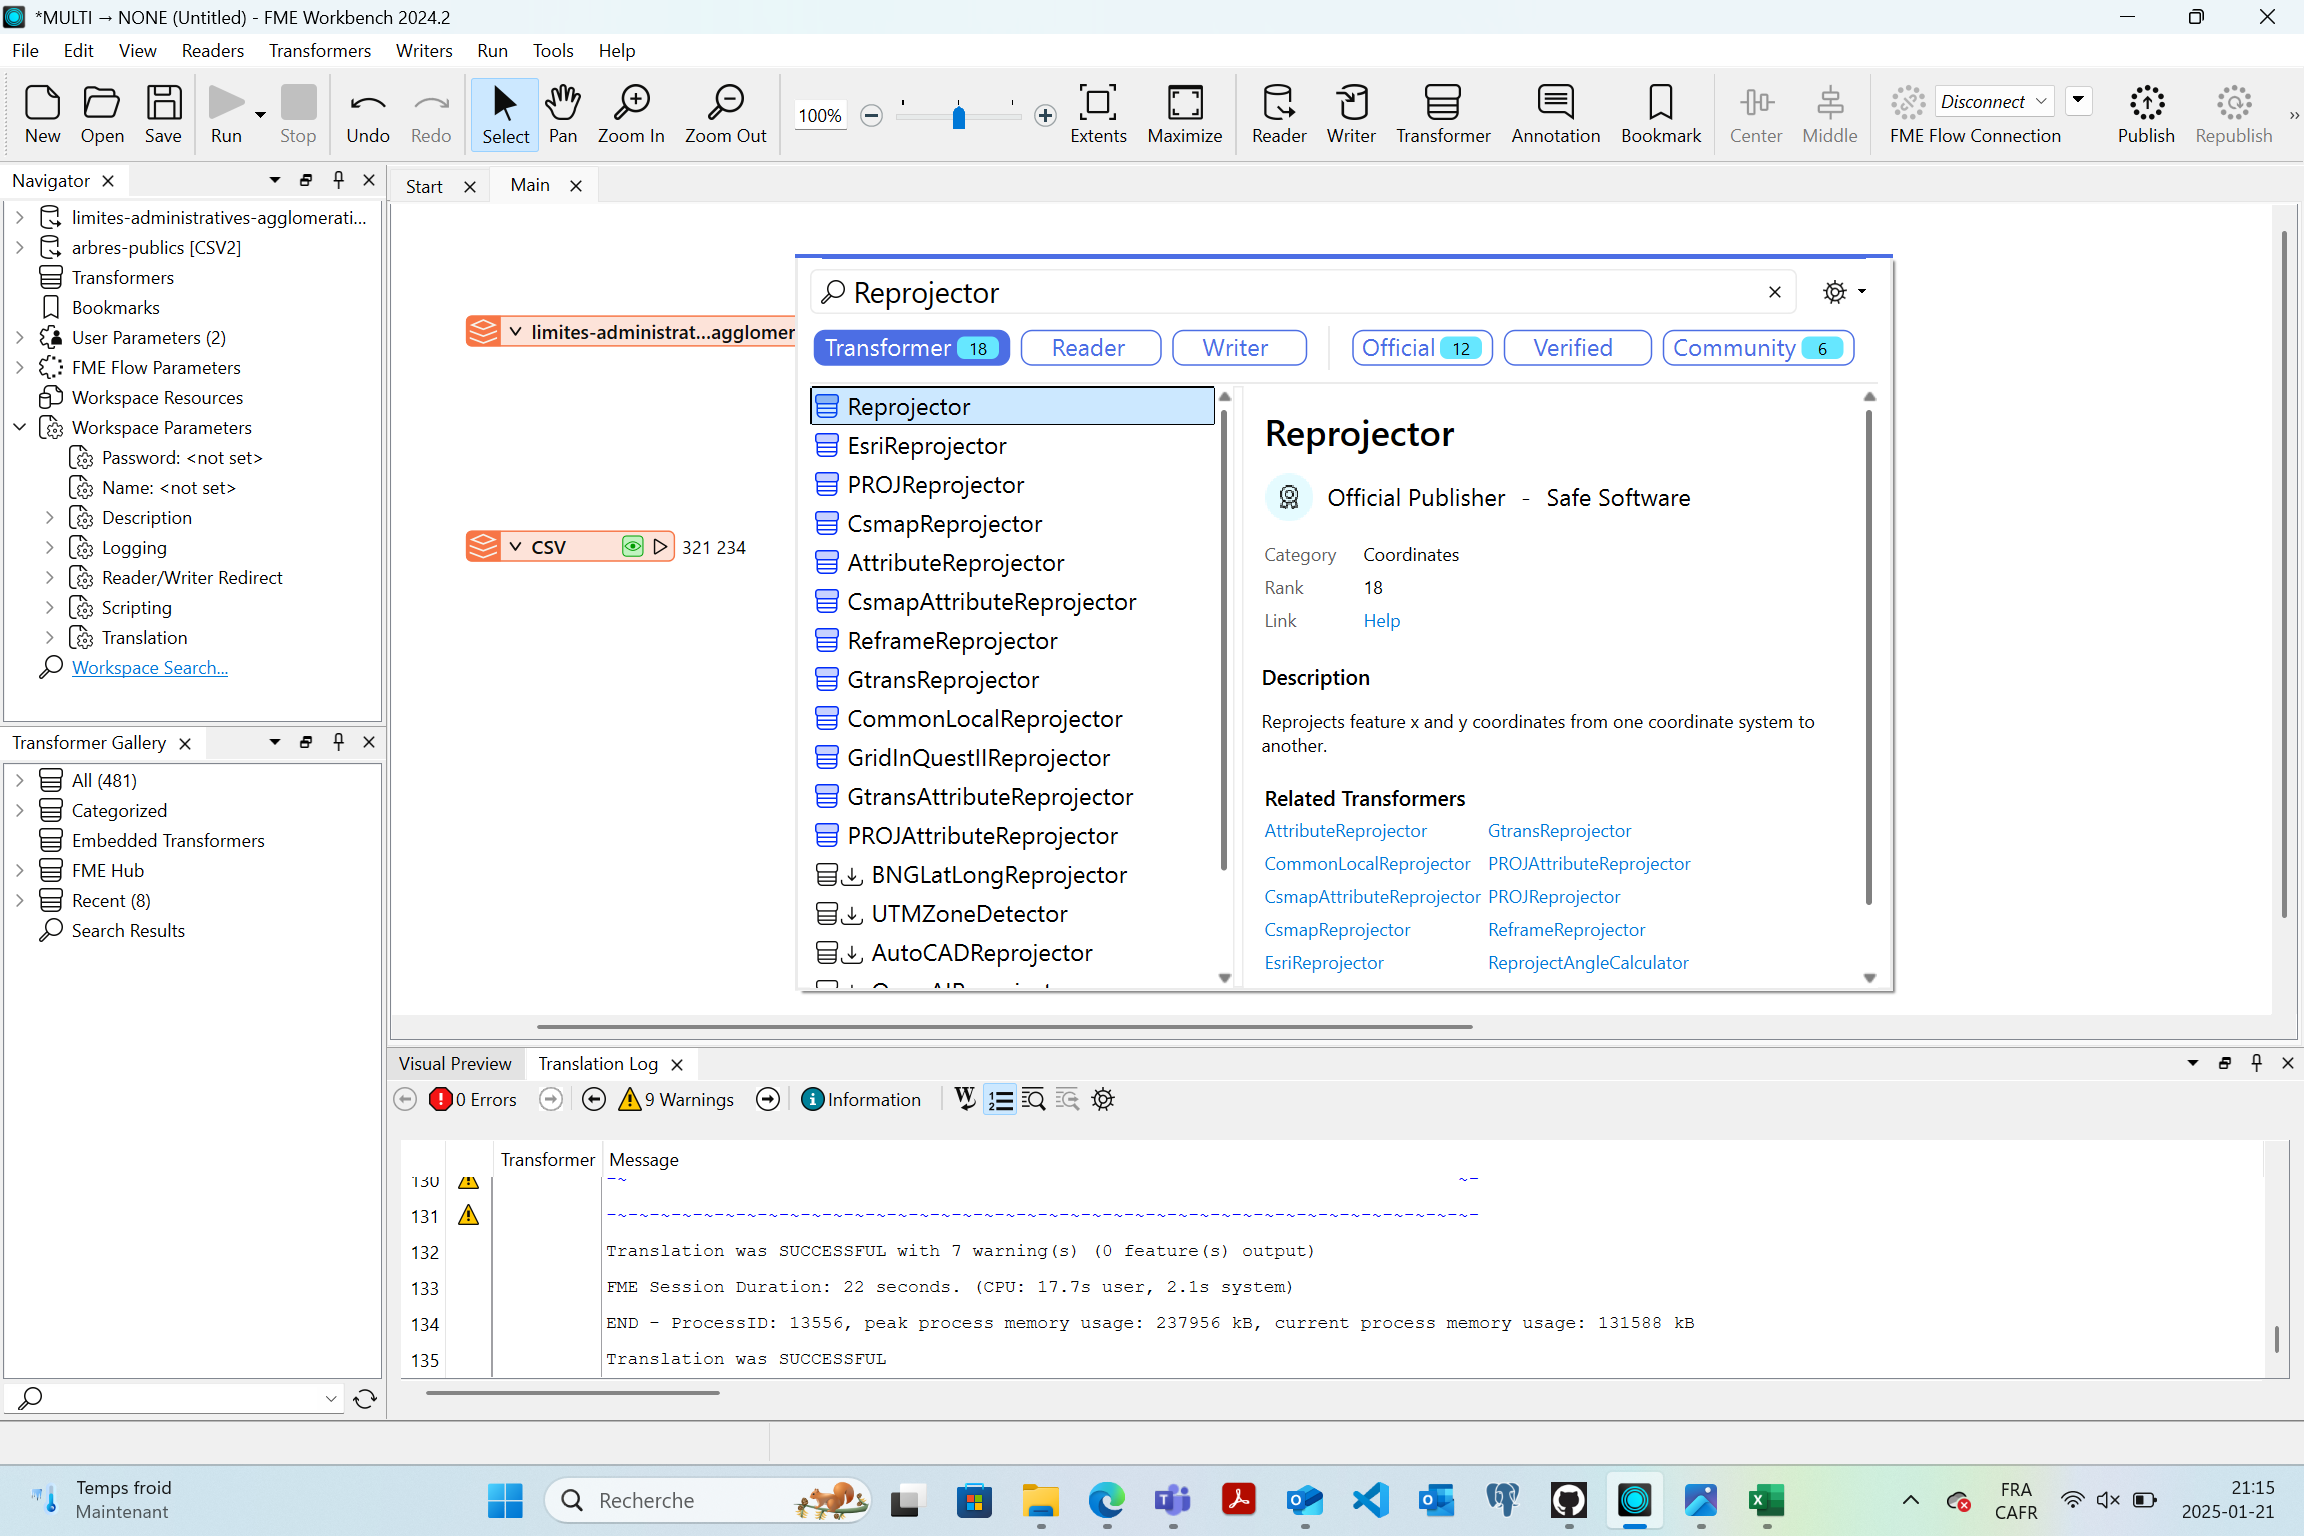 *MULTI → NONE (Untitled) - FME Workbench 2024.2
File Edit View Readers Transformers Writers Run Tools Help
New Open Save Run Stop Undo Redo Select Pan Zoom In Zoom Out 100% Extents Maximize Reader Writer Transformer Annotation Bookmark Center Middle Disconnect FME Flow Connection Publish Republish »
Navigator
limites-administratives-agglomerati...
arbres-publics [CSV2]
Transformers
Bookmarks
User Parameters (2)
FME Flow Parameters
Workspace Resources
Workspace Parameters
Password: <not set>
Name: <not set>
Description
Logging
Reader/Writer Redirect
Scripting
Translation
Workspace Search...
Transformer Gallery
All (481)
Categorized
Embedded Transformers
FME Hub
Recent (8)
Search Results
Start Main
limites-administrat...agglomer
CSV 321 234
Reprojector
Transformer 18 Reader Writer Official 12 Verified Community 6
Reprojector
EsriReprojector
PROJReprojector
CsmapReprojector
AttributeReprojector
CsmapAttributeReprojector
ReframeReprojector
GtransReprojector
CommonLocalReprojector
GridInQuestIIReprojector
GtransAttributeReprojector
PROJAttributeReprojector
BNGLatLongReprojector
UTMZoneDetector
AutoCADReprojector
Reprojector
Official Publisher - Safe Software
Category Coordinates
Rank 18
Link Help
Description
Reprojects feature x and y coordinates from one coordinate system to
another.
Related Transformers
AttributeReprojector GtransReprojector
CommonLocalReprojector PROJAttributeReprojector
CsmapAttributeReprojector PROJReprojector
CsmapReprojector ReframeReprojector
EsriReprojector ReprojectAngleCalculator
Visual Preview Translation Log
0 Errors 9 Warnings Information
Transformer Message
130 -~ ~-
131 -~-~-~-~-~-~-~-~-~-~-~-~-~-~-~-~-~-~-~-~-~-~-~-~-~-~-~-~-~-~-~-~-~-~-~-~-~-~-~-~-
132 Translation was SUCCESSFUL with 7 warning(s) (0 feature(s) output)
133 FME Session Duration: 22 seconds. (CPU: 17.7s user, 2.1s system)
134 END - ProcessID: 13556, peak process memory usage: 237956 kB, current process memory usage: 131588 kB
135 Translation was SUCCESSFUL
Temps froid
Maintenant
Recherche
FRA
CAFR
21:15
2025-01-21